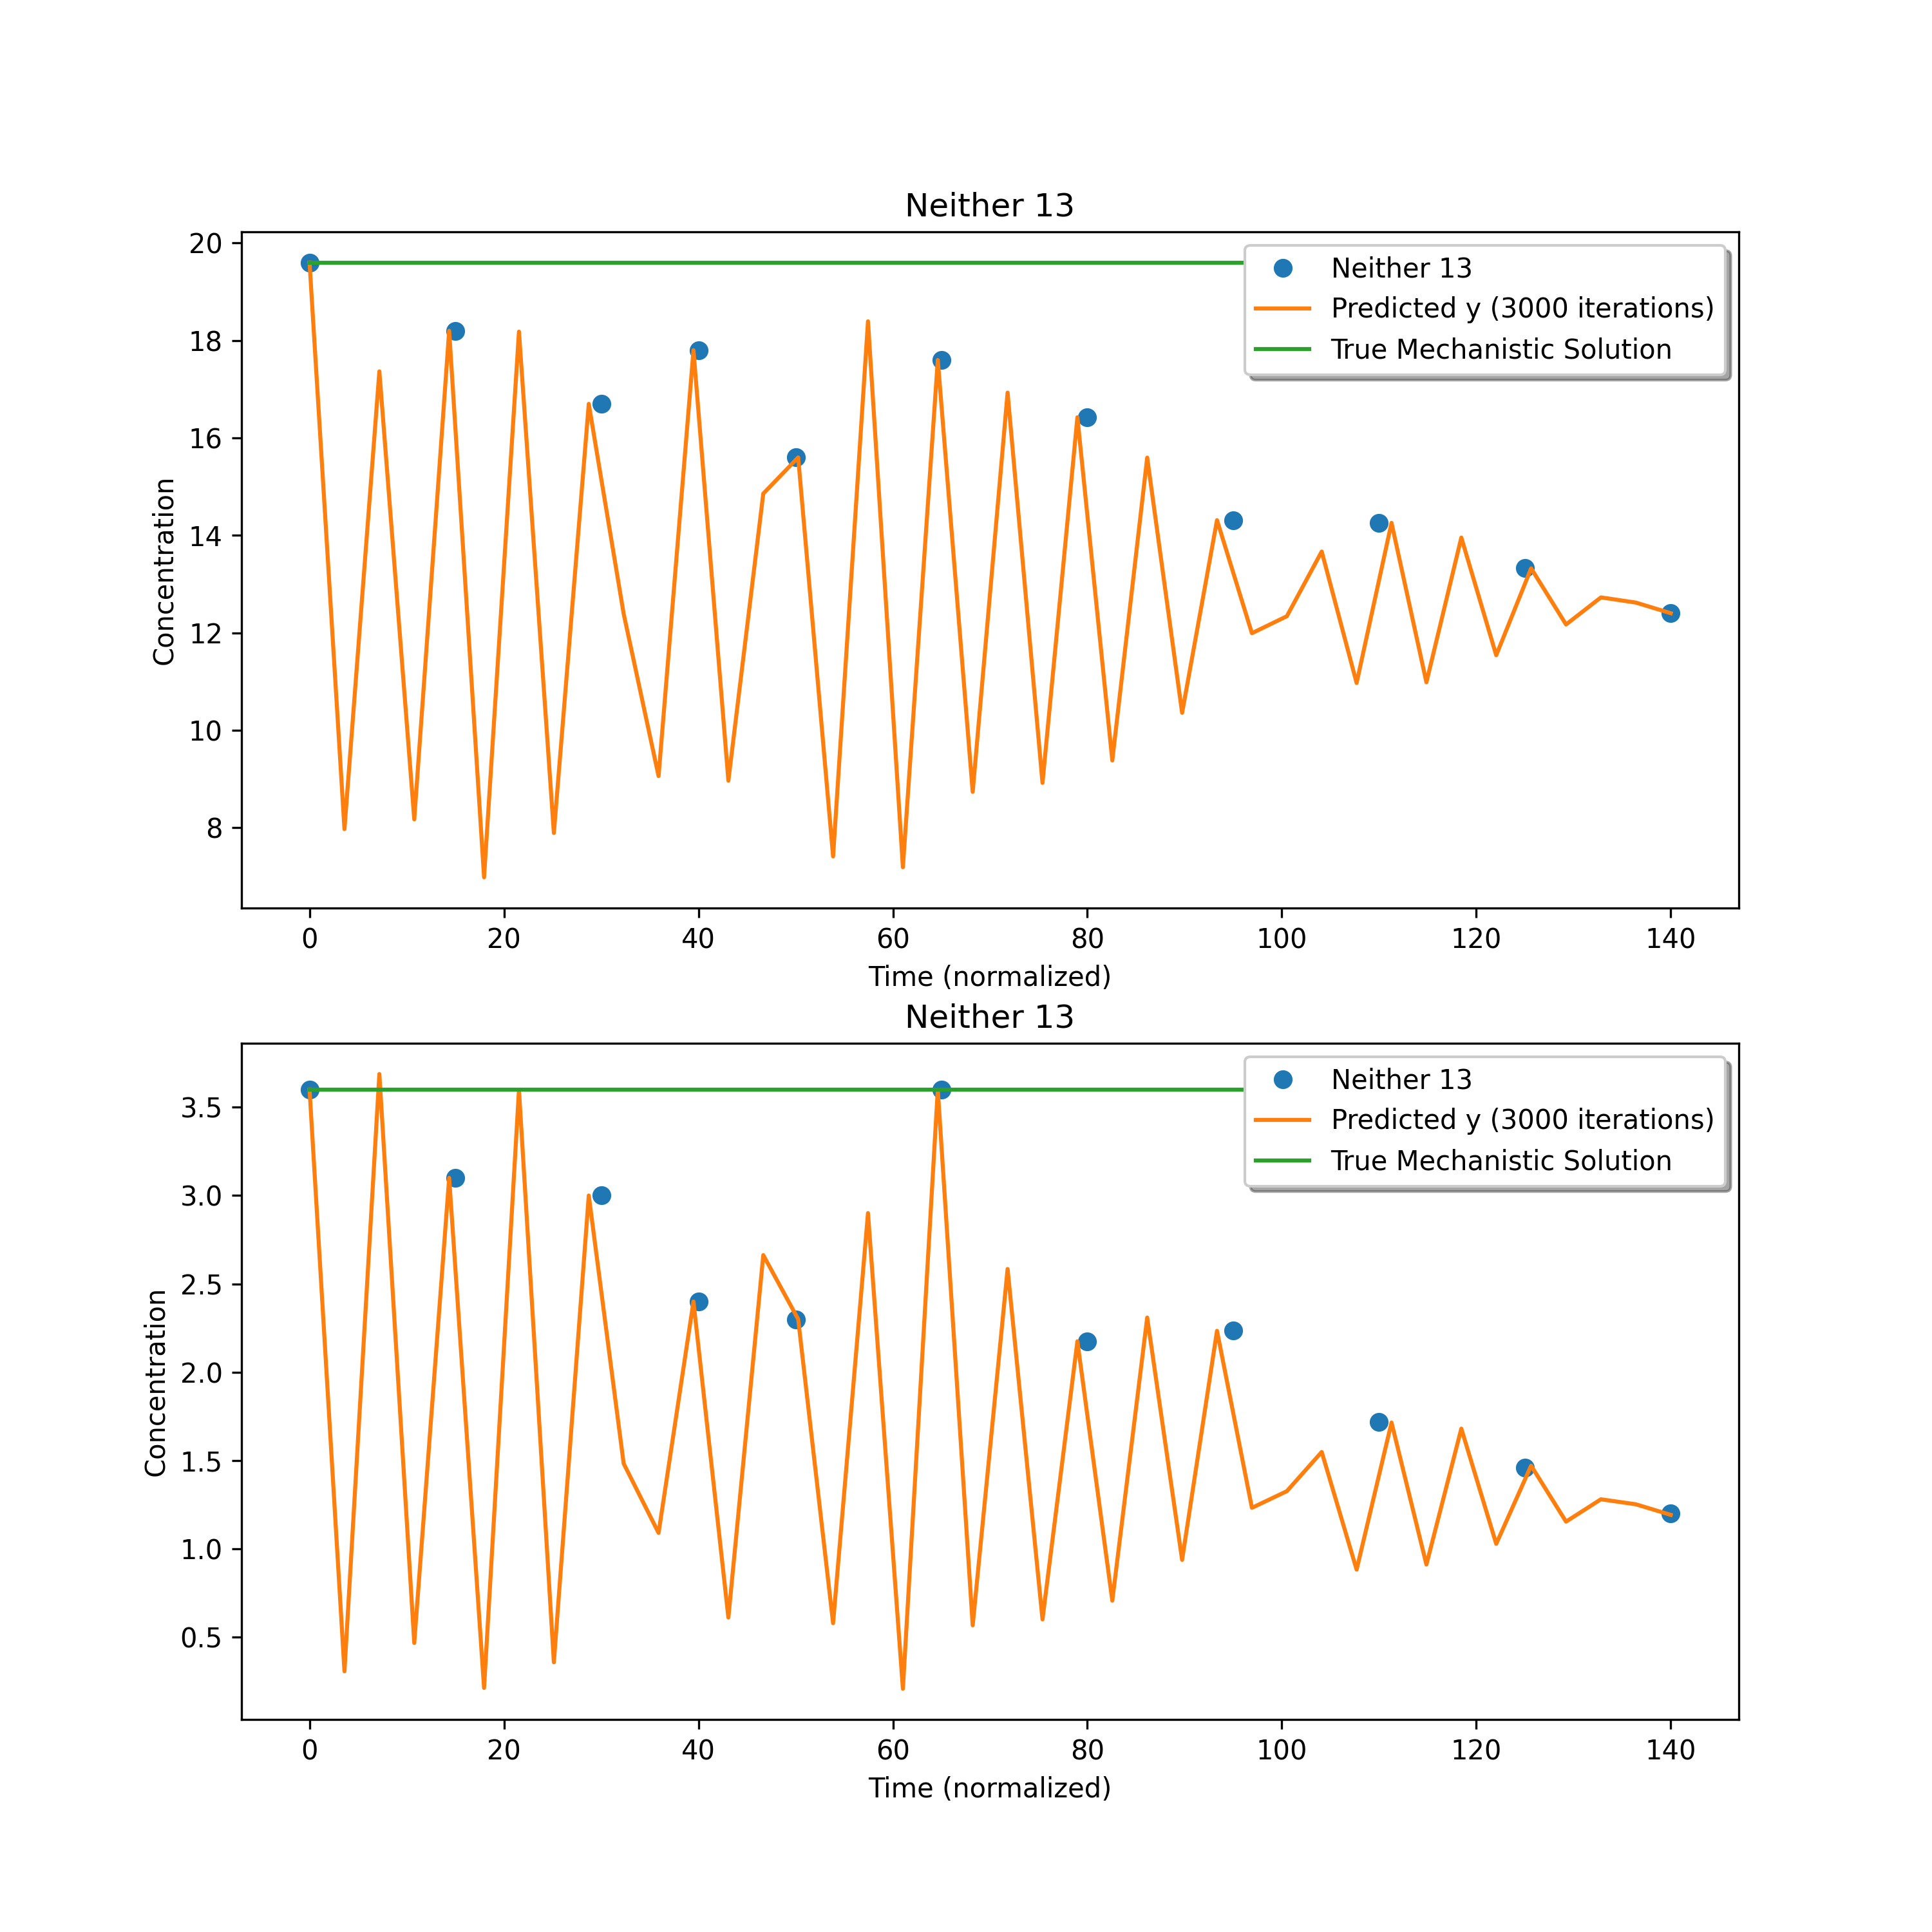 Neither 13
20
18
16
14
12
10
8
Concentration
Neither 13
Predicted y (3000 iterations)
True Mechanistic Solution
0 20 40 60 80 100 120 140
Time (normalized)
Neither 13
3.5
3.0
2.5
2.0
1.5
1.0
0.5
Concentration
Neither 13
Predicted y (3000 iterations)
True Mechanistic Solution
0 20 40 60 80 100 120 140
Time (normalized)